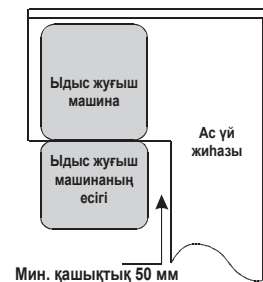 Ыдыс жуғыш
машина
Ас үй
жиһазы
Ыдыс жуғыш
машинаның
есігі
Мин. қашықтық 50 мм